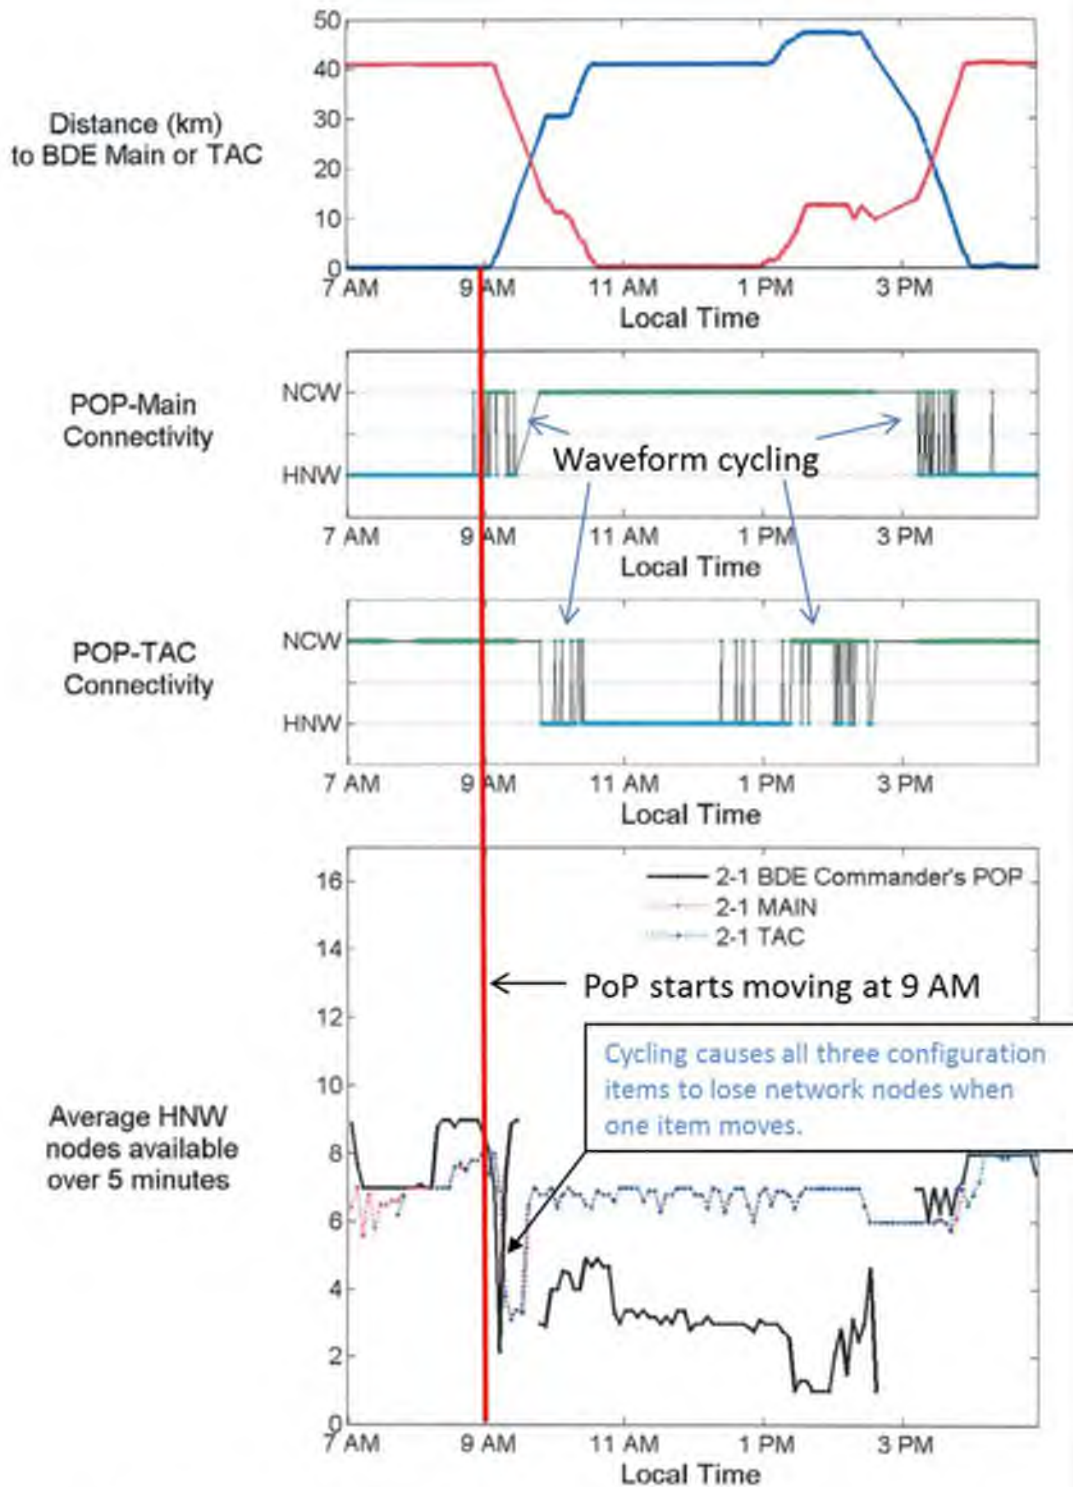 50
40
30
20
10
0
Distance (km)
to BDE Main or TAC
7 AM 9 AM 11 AM 1 PM 3 PM
Local Time
POP-Main
Connectivity
NCW
HNW
Waveform cycling
7 AM 9 AM 11 AM 1 PM 3 PM
Local Time
POP-TAC
Connectivity
NCW
HNW
7 AM 9 AM 11 AM 1 PM 3 PM
Local Time
16
14
12
10
8
6
4
2
0
2-1 BDE Commander's POP
2-1 MAIN
2-1 TAC
PoP starts moving at 9 AM
Cycling causes all three configuration
items to lose network nodes when
one item moves.
Average HNW
nodes available
over 5 minutes
7 AM 9 AM 11 AM 1 PM 3 PM
Local Time